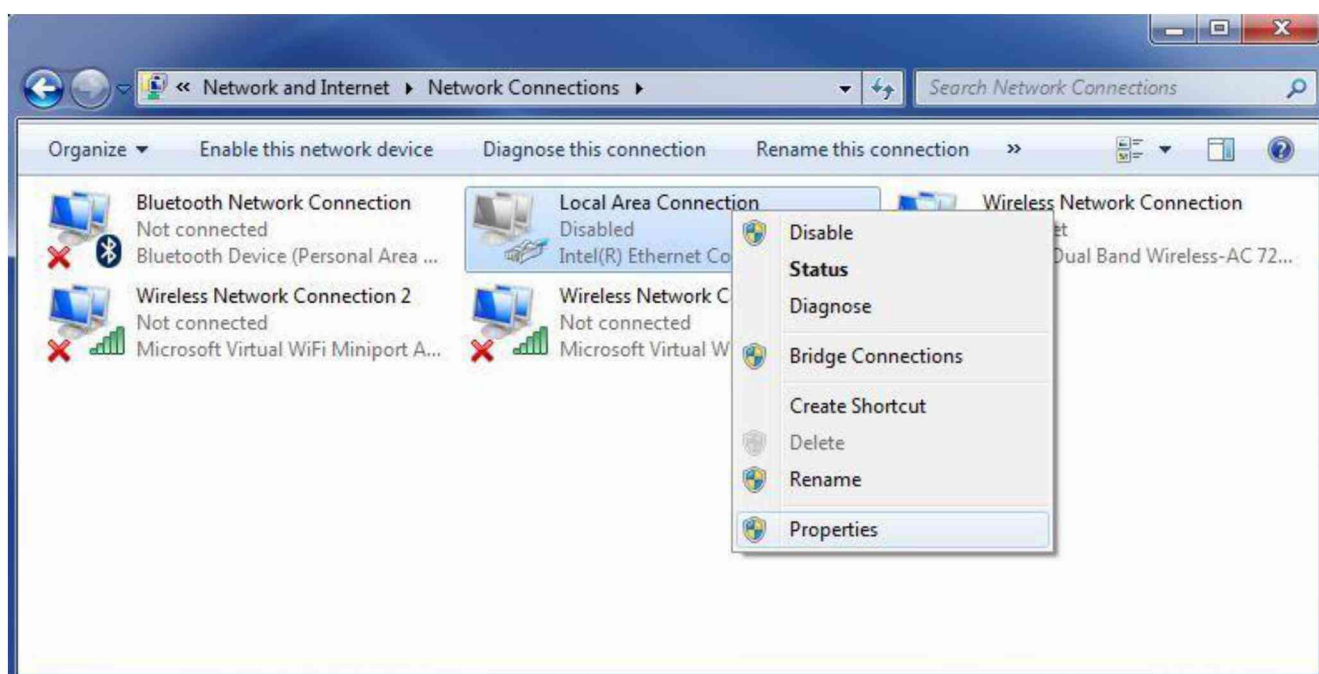 « Network and Internet ▸ Network Connections ▸
Search Network Connections
Organize ▾ Enable this network device Diagnose this connection Rename this connection »
Bluetooth Network Connection
Not connected
Bluetooth Device (Personal Area ...
Local Area Connection
Disabled
Intel(R) Ethernet Co
Wireless Network Connection
et
Dual Band Wireless-AC 72...
Wireless Network Connection 2
Not connected
Microsoft Virtual WiFi Miniport A...
Wireless Network C
Not connected
Microsoft Virtual W
Disable
Status
Diagnose
Bridge Connections
Create Shortcut
Delete
Rename
Properties